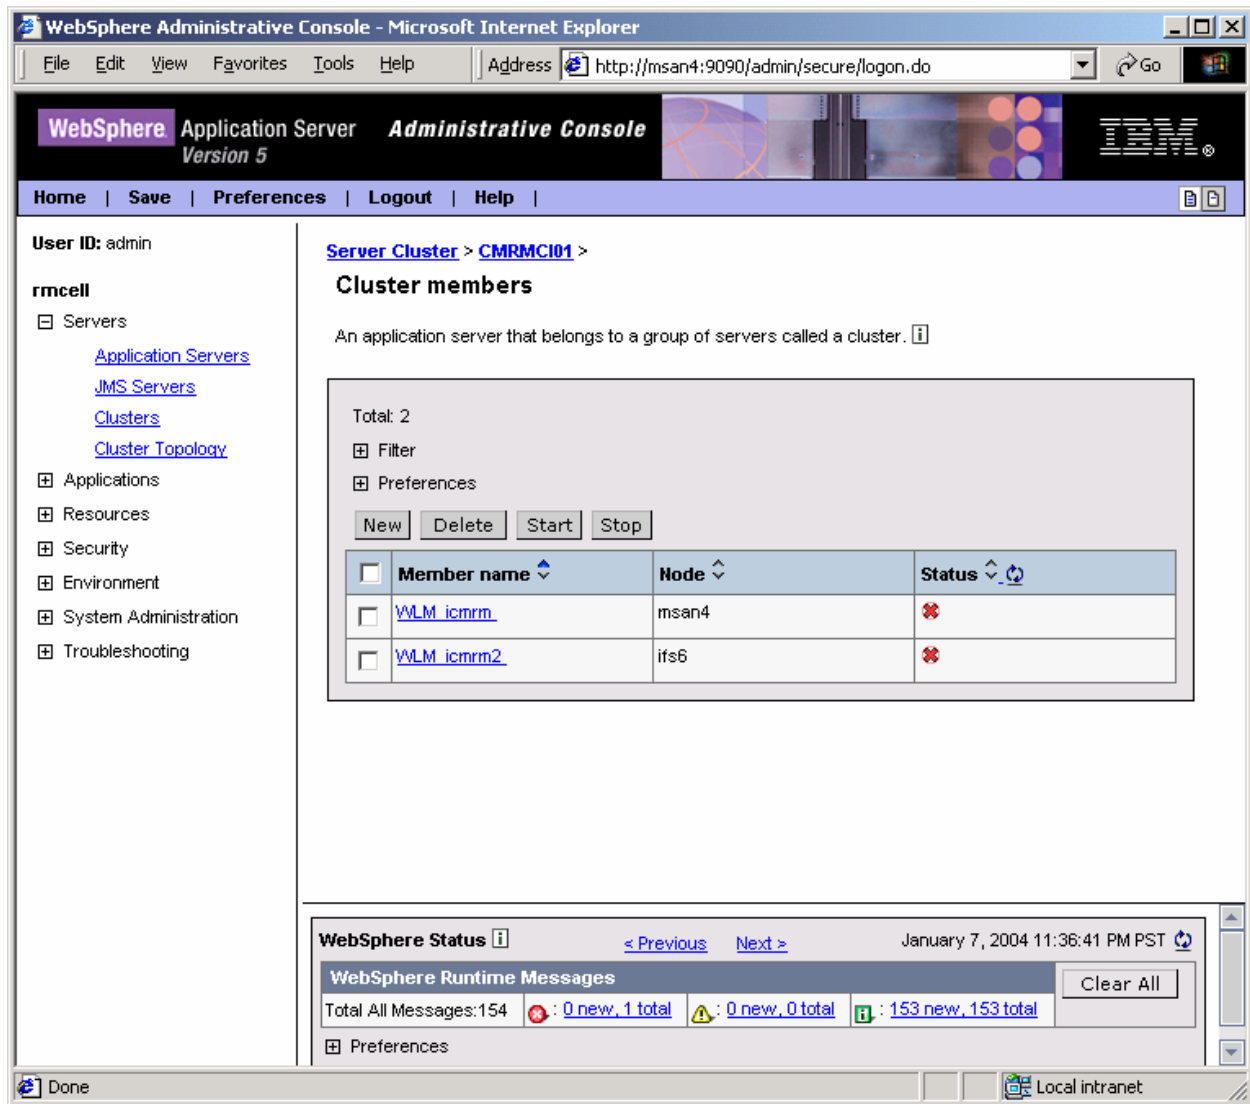 WebSphere Administrative Console - Microsoft Internet Explorer
File Edit View Favorites Tools Help Address http://msan4:9090/admin/secure/logon.do Go
WebSphere Application Server Administrative Console
Version 5
IBM®
Home | Save | Preferences | Logout | Help |
User ID: admin
rmcell
Servers
Application Servers
JMS Servers
Clusters
Cluster Topology
Applications
Resources
Security
Environment
System Administration
Troubleshooting
Server Cluster > CMRMCl01 >
Cluster members
An application server that belongs to a group of servers called a cluster. i
Total: 2
Filter
Preferences
New Delete Start Stop
Member name Node Status
WLM_icmrm msan4
WLM_icmrm2 ifs6
WebSphere Status i < Previous Next > January 7, 2004 11:36:41 PM PST
WebSphere Runtime Messages Clear All
Total All Messages:154 : 0 new, 1 total : 0 new, 0 total : 153 new, 153 total
Preferences
Done Local intranet